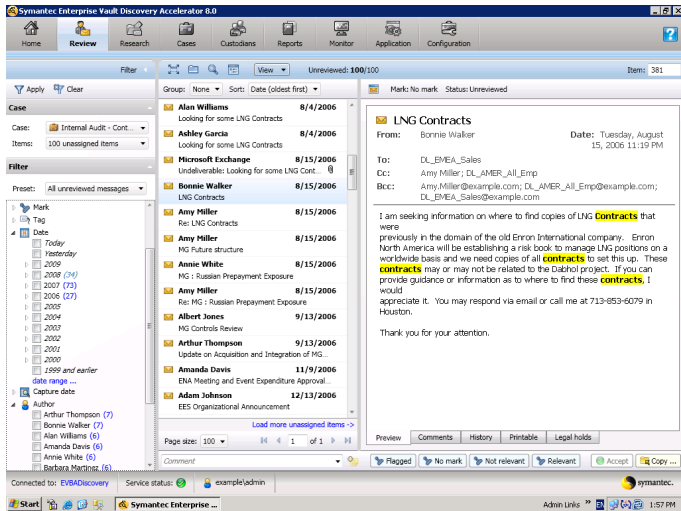 Symantec Enterprise Vault Discovery Accelerator 8.0
Home Review Research Cases Custodians Reports Monitor Application Configuration
Filter View Unreviewed: 100/100 Item: 381
Apply Clear Group: None Sort: Date (oldest first) Mark: No mark Status: Unreviewed
Case
Case: Internal Audit - Cont...
Items: 100 unassigned items
Filter
Preset: All unreviewed messages
Mark
Tag
Date
Today
Yesterday
2009
2008 (34)
2007 (73)
2006 (27)
2005
2004
2003
2002
2001
2000
1999 and earlier
date range ...
Capture date
Author
Arthur Thompson (7)
Bonnie Walker (7)
Alan Williams (6)
Amanda Davis (6)
Annie White (6)
Barbara Martinez (6)
Alan Williams 8/4/2006
Looking for some LNG Contracts
Ashley Garcia 8/4/2006
Looking for some LNG Contracts
Microsoft Exchange 8/15/2006
Undeliverable: Looking for some LNG Cont...
Bonnie Walker 8/15/2006
LNG Contracts
Amy Miller 8/15/2006
Re: LNG Contracts
Amy Miller 8/15/2006
MG Future structure
Annie White 8/15/2006
MG : Russian Prepayment Exposure
Amy Miller 8/15/2006
Re: MG : Russian Prepayment Exposure
Albert Jones 9/13/2006
MG Controls Review
Arthur Thompson 9/13/2006
Update on Acquisition and Integration of MG...
Amanda Davis 11/9/2006
ENA Meeting and Event Expenditure Approval...
Adam Johnson 12/13/2006
EES Organizational Announcement
Load more unassigned items ->
Page size: 100 1 of 1
Comment
LNG Contracts
From: Bonnie Walker Date: Tuesday, August
15, 2006 11:19 PM
To: DL_EMEA_Sales
Cc: Amy Miller; DL_AMER_All_Emp
Bcc: Amy.Miller@example.com; DL_AMER_All_Emp@example.com;
DL_EMEA_Sales@example.com
I am seeking information on where to find copies of LNG Contracts that
were
previously in the domain of the old Enron International company. Enron
North America will be establishing a risk book to manage LNG positions on a
worldwide basis and we need copies of all contracts to set this up. These
contracts may or may not be related to the Dabhol project. If you can
provide guidance or information as to where to find these contracts, I
would
appreciate it. You may respond via email or call me at 713-853-6079 in
Houston.
Thank you for your attention.
Preview Comments History Printable Legal holds
Flagged No mark Not relevant Relevant Accept Copy ...
Connected to: EVBADiscovery Service status: example\admin symantec.
Start Symantec Enterprise ... Admin Links » 1:57 PM